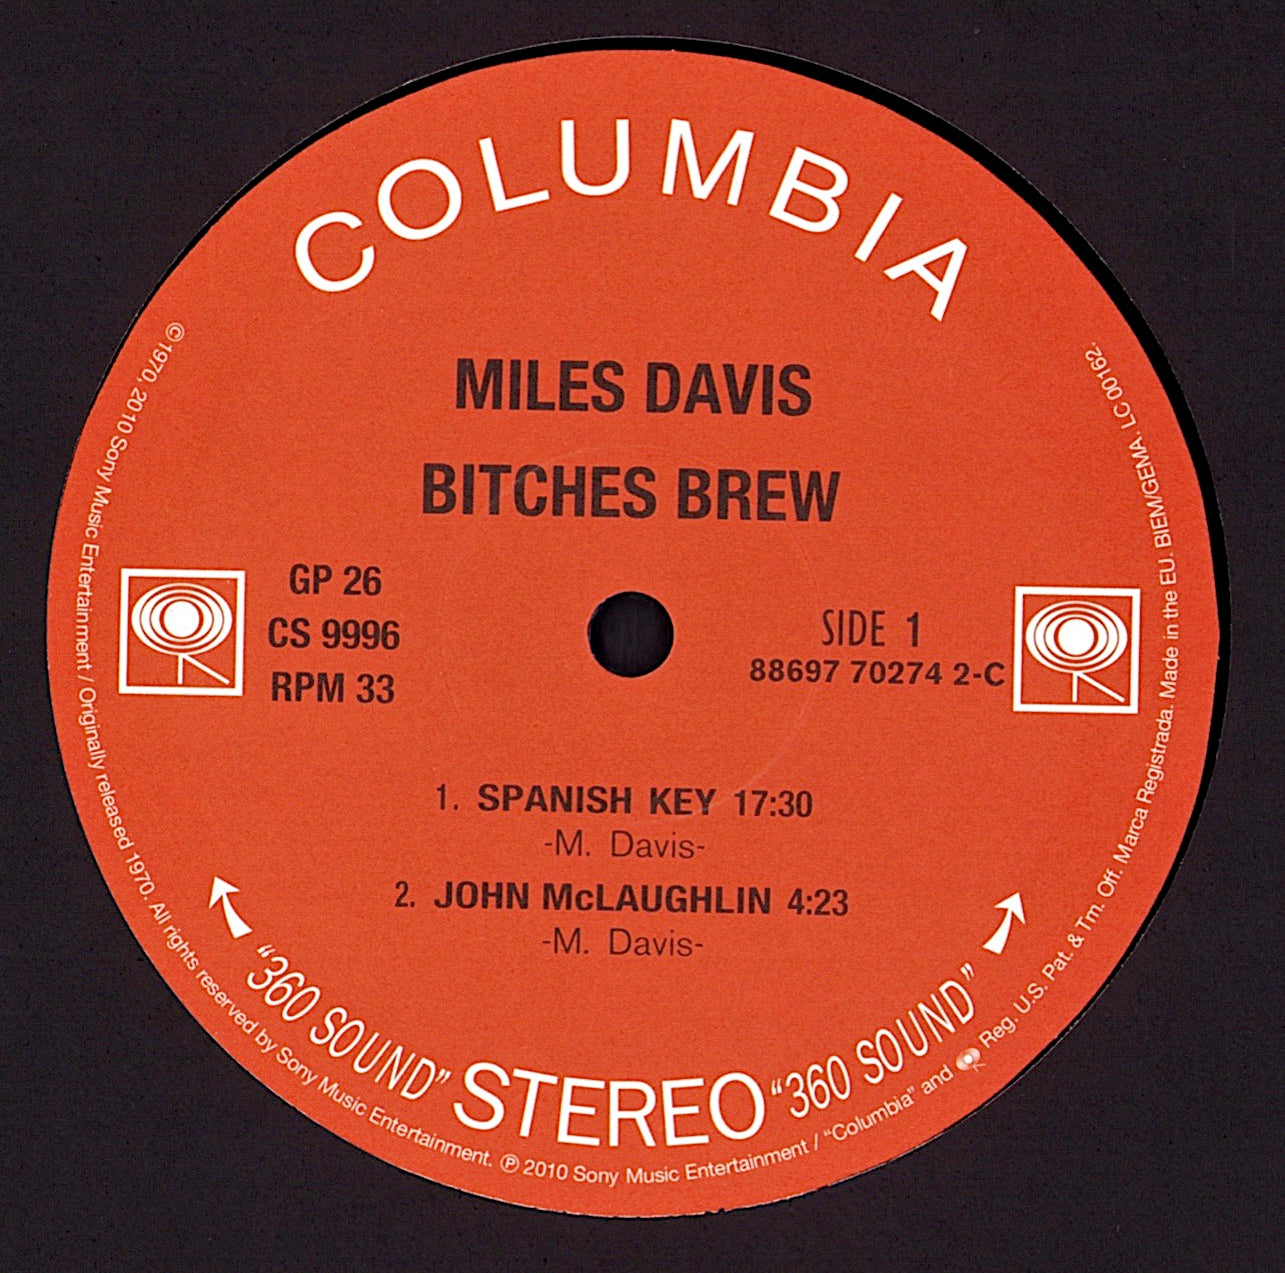 COLUMBIA
MILES DAVIS
BITCHES BREW
GP 26
CS 9996
RPM 33
SIDE 1
88697 70274 2-C
1. SPANISH KEY 17:30
-M. Davis-
2. JOHN McLAUGHLIN 4:23
-M. Davis-
"360 SOUND" STEREO "360 SOUND"
©1970, 2010 Sony Music Entertainment / Originally released 1970. All rights reserved by Sony Music Entertainment. ℗ 2010 Sony Music Entertainment / "Columbia" and Reg. U.S. Pat. & Tm. Off. Marca Registrada. Made in the EU. BIEM/GEMA. LC 00162.